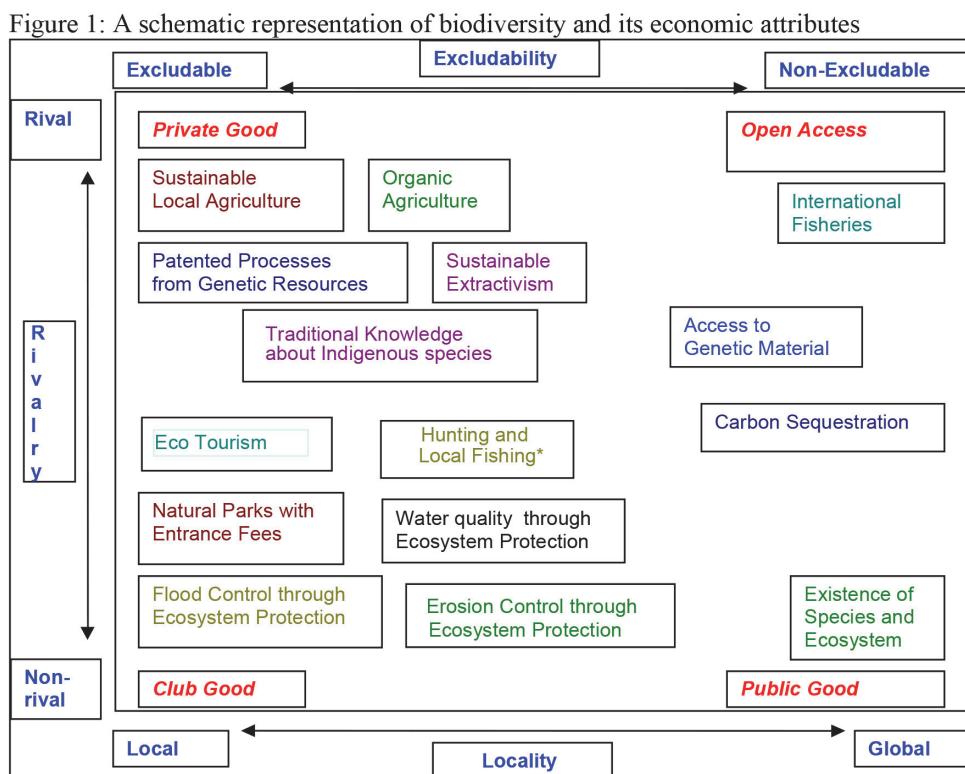 Figure 1: A schematic representation of biodiversity and its economic attributes
Excludable
Excludability
Non-Excludable
Rival
Private Good
Open Access
Sustainable
Local Agriculture
Organic
Agriculture
International
Fisheries
Patented Processes
from Genetic Resources
Sustainable
Extractivism
Rivalry
Traditional Knowledge
about Indigenous species
Access to
Genetic Material
Eco Tourism
Hunting and
Local Fishing*
Carbon Sequestration
Natural Parks with
Entrance Fees
Water quality through
Ecosystem Protection
Flood Control through
Ecosystem Protection
Erosion Control through
Ecosystem Protection
Existence of
Species and
Ecosystem
Non-
rival
Club Good
Public Good
Local
Locality
Global